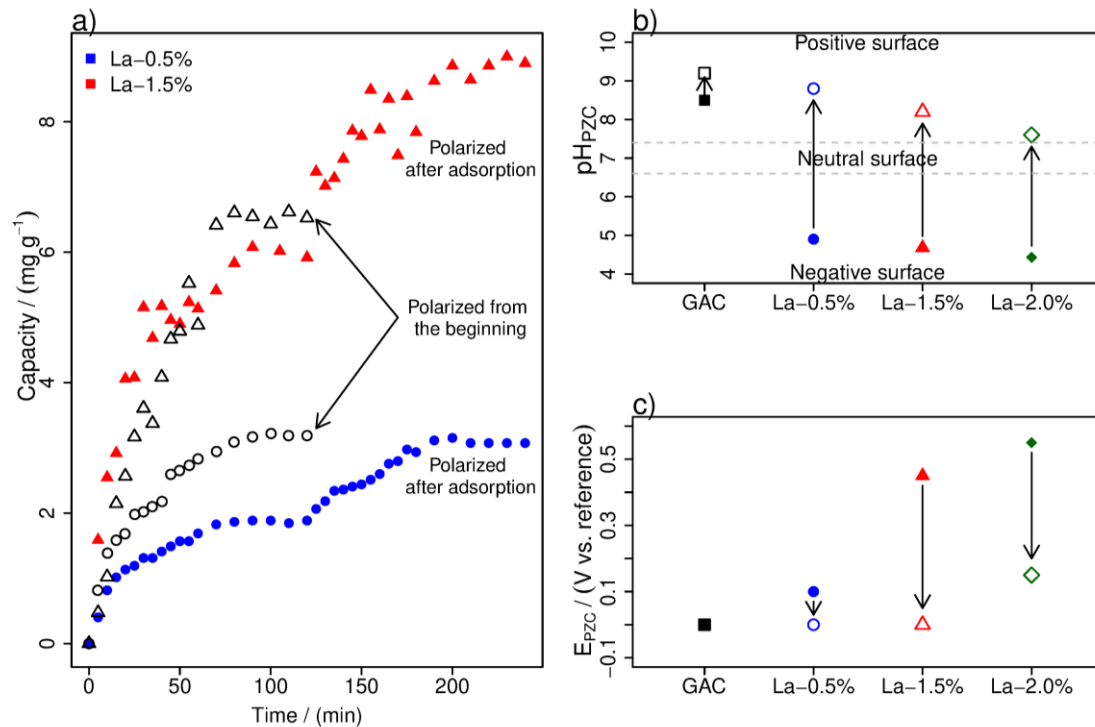 a)
La−0.5%
La−1.5%
Polarized
after adsorption
Polarized from
the beginning
Polarized
after adsorption
Capacity / (mg g⁻¹)
0
2
4
6
8
0
50
100
150
200
Time / (min)
b)
Positive surface
Neutral surface
Negative surface
pHPZC
10
9
8
7
6
5
4
GAC
La−0.5%
La−1.5%
La−2.0%
c)
EPZC / (V vs. reference)
0.5
0.3
0.1
−0.1
GAC
La−0.5%
La−1.5%
La−2.0%